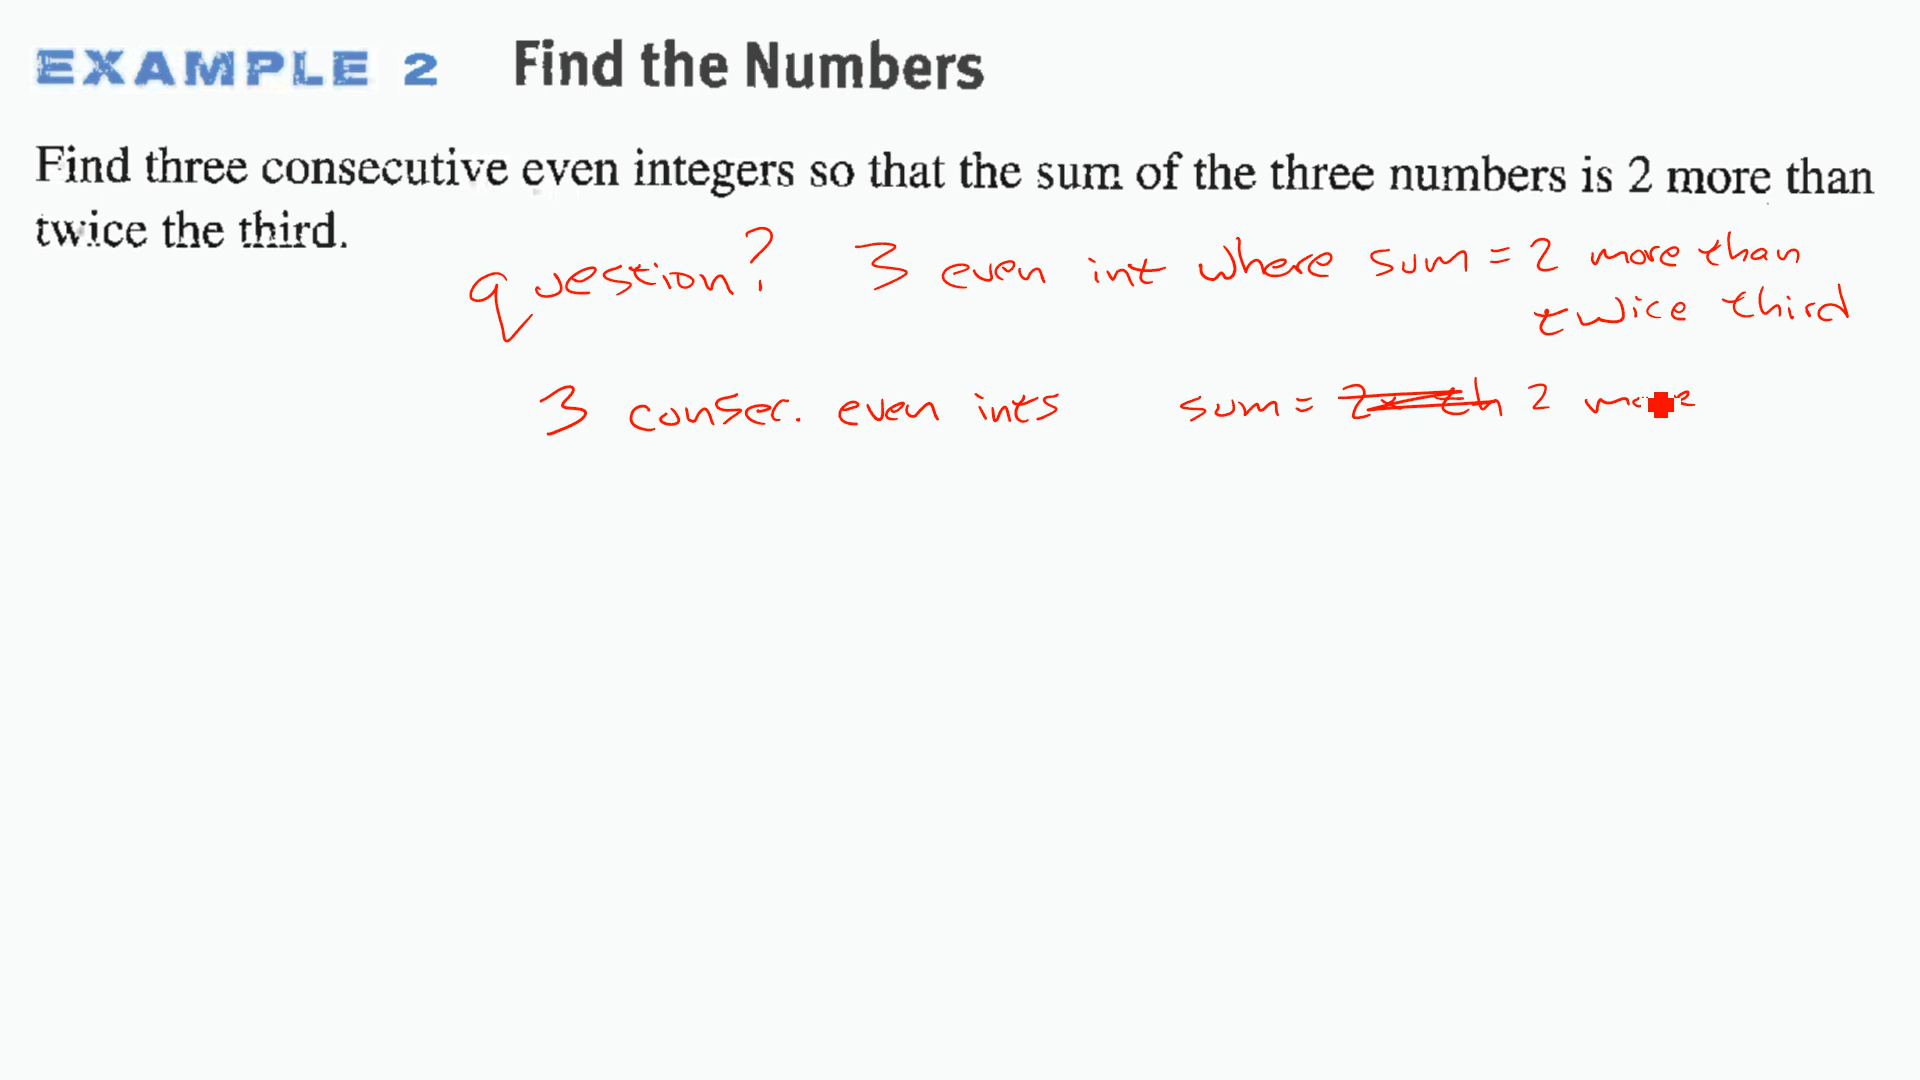 EXAMPLE 2 Find the Numbers
Find three consecutive even integers so that the sum of the three numbers is 2 more than
twice the third.
question? 3 even int where sum = 2 more than
twice third
3 consec. even ints sum = 2 more